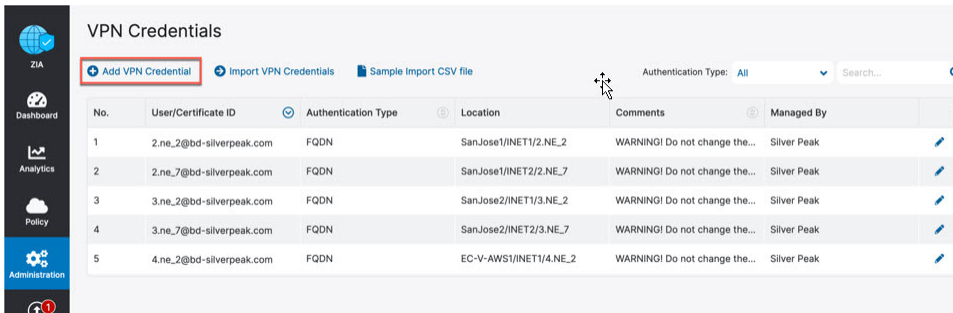 VPN Credentials
ZIA
Add VPN Credential Import VPN Credentials Sample Import CSV file Authentication Type: All Search...
Dashboard
No. User/Certificate ID Authentication Type Location Comments Managed By
1 2.ne_2@bd-silverpeak.com FQDN SanJose1/INET1/2.NE_2 WARNING! Do not change the... Silver Peak
Analytics
2 2.ne_7@bd-silverpeak.com FQDN SanJose1/INET2/2.NE_7 WARNING! Do not change the... Silver Peak
3 3.ne_2@bd-silverpeak.com FQDN SanJose2/INET1/3.NE_2 WARNING! Do not change the... Silver Peak
Policy
4 3.ne_7@bd-silverpeak.com FQDN SanJose2/INET2/3.NE_7 WARNING! Do not change the... Silver Peak
5 4.ne_2@bd-silverpeak.com FQDN EC-V-AWS1/INET1/4.NE_2 WARNING! Do not change the... Silver Peak
Administration
1